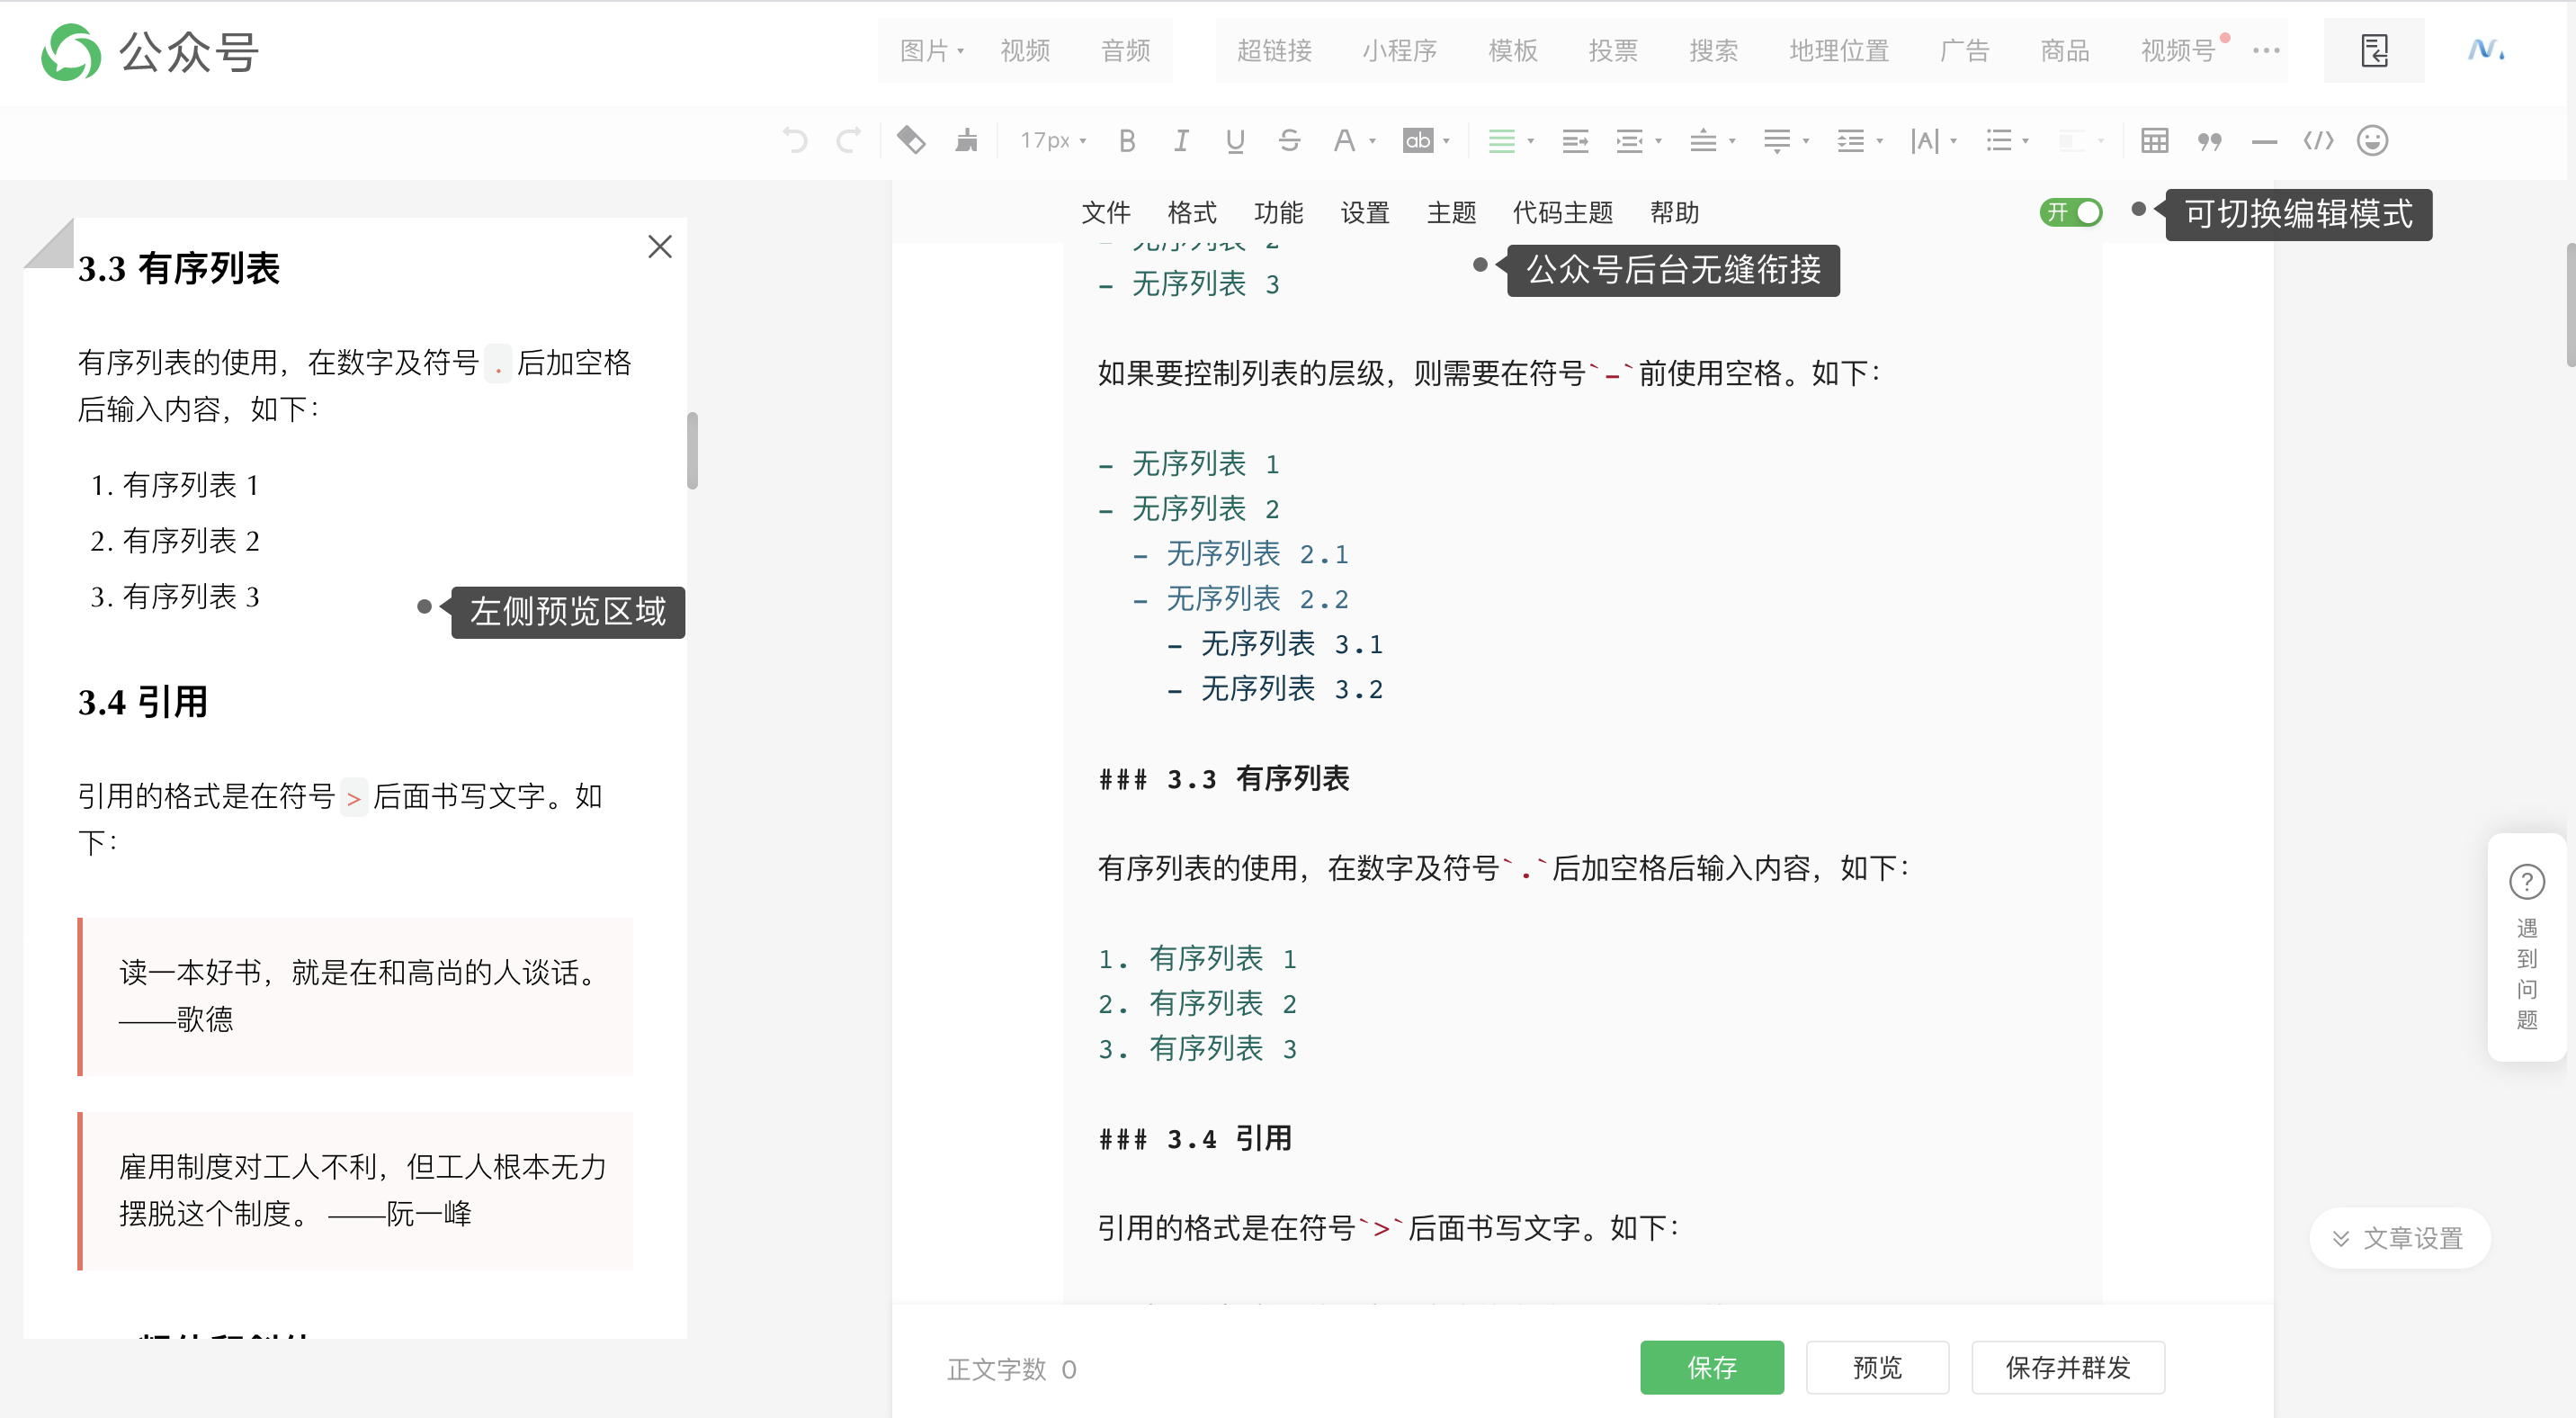 公众号
图片 视频 音频 超链接 小程序 模板 投票 搜索 地理位置 广告 商品 视频号
17px B I U S A ab A
3.3 有序列表
有序列表的使用，在数字及符号 . 后加空格
后输入内容，如下：
1. 有序列表 1
2. 有序列表 2
3. 有序列表 3
左侧预览区域
3.4 引用
引用的格式是在符号 > 后面书写文字。如
下：
读一本好书，就是在和高尚的人谈话。
——歌德
雇用制度对工人不利，但工人根本无力
摆脱这个制度。 ——阮一峰
文件 格式 功能 设置 主题 代码主题 帮助
开
可切换编辑模式
公众号后台无缝衔接
- 无序列表 2
- 无序列表 3
如果要控制列表的层级，则需要在符号`-`前使用空格。如下：
- 无序列表 1
- 无序列表 2
- 无序列表 2.1
- 无序列表 2.2
- 无序列表 3.1
- 无序列表 3.2
### 3.3 有序列表
有序列表的使用，在数字及符号`.`后加空格后输入内容，如下：
1. 有序列表 1
2. 有序列表 2
3. 有序列表 3
### 3.4 引用
引用的格式是在符号`>`后面书写文字。如下：
正文字数 0
保存 预览 保存并群发
遇到问题
文章设置